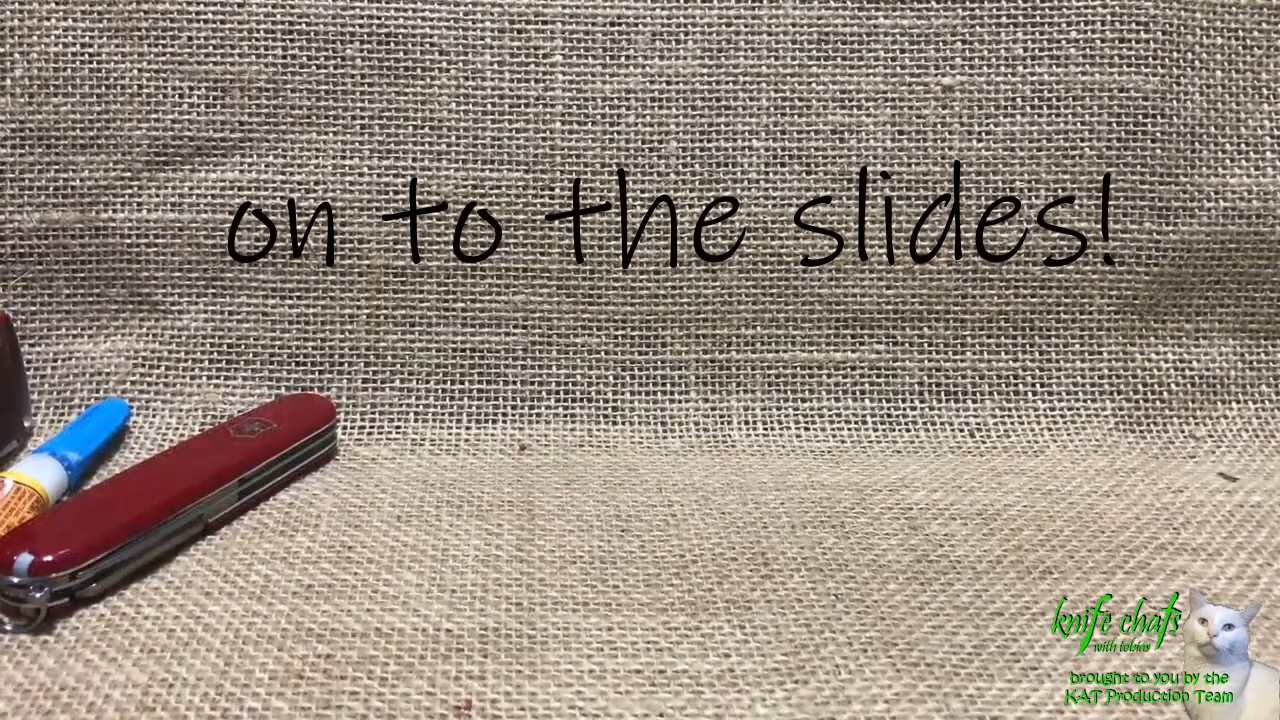 on to the slides!
knife chats
with tobias
brought to you by the
KAT Production Team